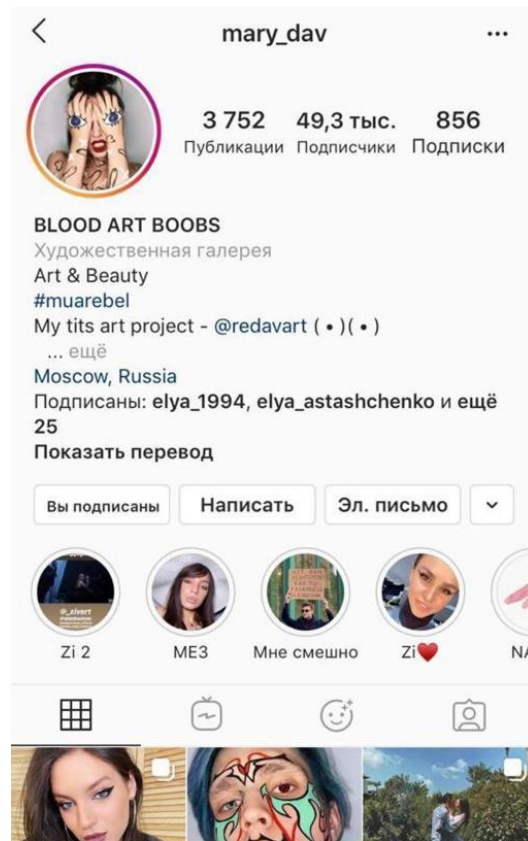 mary_dav
3 752 49,3 тыс. 856
Публикации Подписчики Подписки
BLOOD ART BOOBS
Художественная галерея
Art & Beauty
#muarebel
My tits art project - @redavart ( • )( • )
... ещё
Moscow, Russia
Подписаны: elya_1994, elya_astashchenko и ещё
25
Показать перевод
Вы подписаны Написать Эл. письмо
@_zivert
Zi 2 МЕЗ Мне смешно Zi❤️ NA